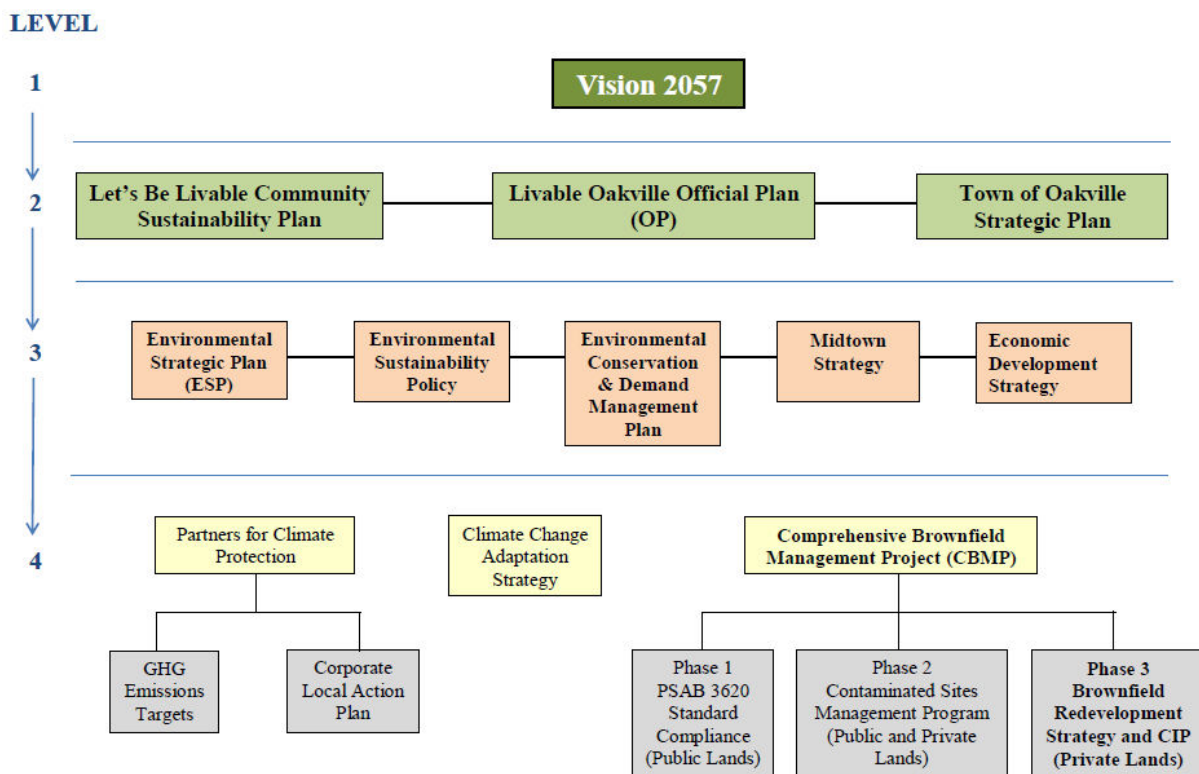 LEVEL
1
Vision 2057
2
Let’s Be Livable Community
Sustainability Plan
Livable Oakville Official Plan
(OP)
Town of Oakville
Strategic Plan
3
Environmental
Strategic Plan
(ESP)
Environmental
Sustainability
Policy
Environmental
Conservation
& Demand
Management
Plan
Midtown
Strategy
Economic
Development
Strategy
4
Partners for Climate
Protection
Climate Change
Adaptation
Strategy
Comprehensive Brownfield
Management Project (CBMP)
GHG
Emissions
Targets
Corporate
Local Action
Plan
Phase 1
PSAB 3620
Standard
Compliance
(Public Lands)
Phase 2
Contaminated Sites
Management Program
(Public and Private
Lands)
Phase 3
Brownfield
Redevelopment
Strategy and CIP
(Private Lands)